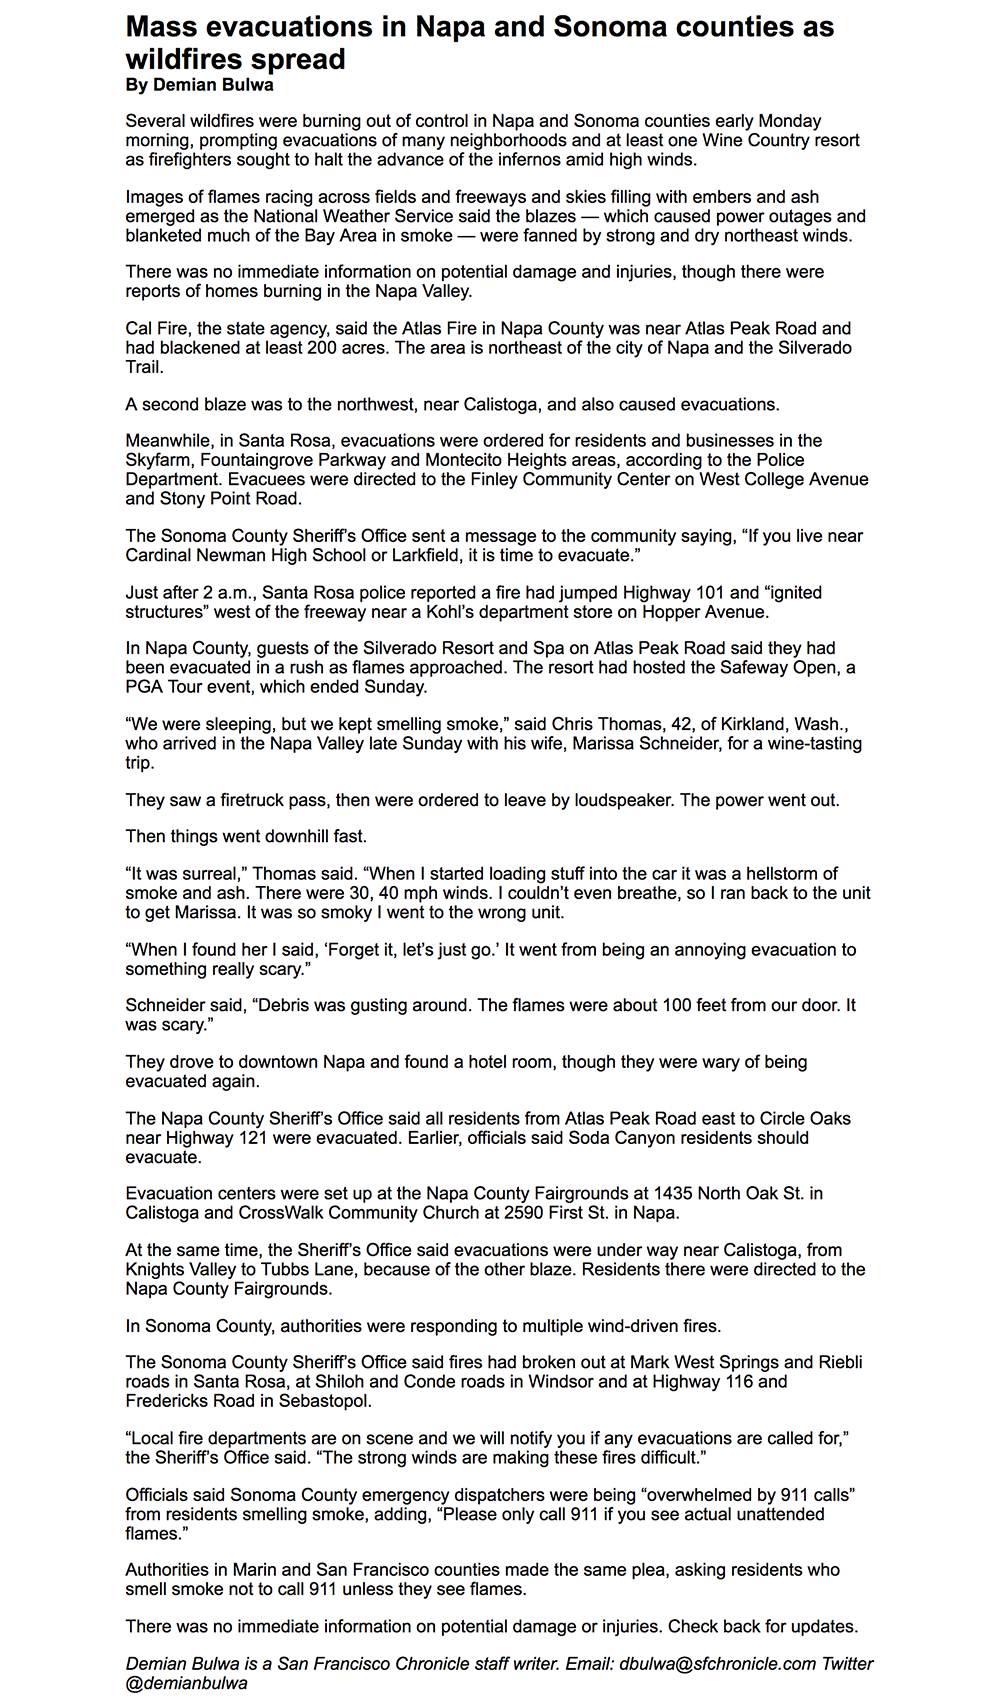 Mass evacuations in Napa and Sonoma counties as
wildfires spread
By Demian Bulwa
Several wildfires were burning out of control in Napa and Sonoma counties early Monday
morning, prompting evacuations of many neighborhoods and at least one Wine Country resort
as firefighters sought to halt the advance of the infernos amid high winds.
Images of flames racing across fields and freeways and skies filling with embers and ash
emerged as the National Weather Service said the blazes — which caused power outages and
blanketed much of the Bay Area in smoke — were fanned by strong and dry northeast winds.
There was no immediate information on potential damage and injuries, though there were
reports of homes burning in the Napa Valley.
Cal Fire, the state agency, said the Atlas Fire in Napa County was near Atlas Peak Road and
had blackened at least 200 acres. The area is northeast of the city of Napa and the Silverado
Trail.
A second blaze was to the northwest, near Calistoga, and also caused evacuations.
Meanwhile, in Santa Rosa, evacuations were ordered for residents and businesses in the
Skyfarm, Fountaingrove Parkway and Montecito Heights areas, according to the Police
Department. Evacuees were directed to the Finley Community Center on West College Avenue
and Stony Point Road.
The Sonoma County Sheriff’s Office sent a message to the community saying, “If you live near
Cardinal Newman High School or Larkfield, it is time to evacuate.”
Just after 2 a.m., Santa Rosa police reported a fire had jumped Highway 101 and “ignited
structures” west of the freeway near a Kohl’s department store on Hopper Avenue.
In Napa County, guests of the Silverado Resort and Spa on Atlas Peak Road said they had
been evacuated in a rush as flames approached. The resort had hosted the Safeway Open, a
PGA Tour event, which ended Sunday.
“We were sleeping, but we kept smelling smoke,” said Chris Thomas, 42, of Kirkland, Wash.,
who arrived in the Napa Valley late Sunday with his wife, Marissa Schneider, for a wine-tasting
trip.
They saw a firetruck pass, then were ordered to leave by loudspeaker. The power went out.
Then things went downhill fast.
“It was surreal,” Thomas said. “When I started loading stuff into the car it was a hellstorm of
smoke and ash. There were 30, 40 mph winds. I couldn’t even breathe, so I ran back to the unit
to get Marissa. It was so smoky I went to the wrong unit.
“When I found her I said, ‘Forget it, let’s just go.’ It went from being an annoying evacuation to
something really scary.”
Schneider said, “Debris was gusting around. The flames were about 100 feet from our door. It
was scary.”
They drove to downtown Napa and found a hotel room, though they were wary of being
evacuated again.
The Napa County Sheriff’s Office said all residents from Atlas Peak Road east to Circle Oaks
near Highway 121 were evacuated. Earlier, officials said Soda Canyon residents should
evacuate.
Evacuation centers were set up at the Napa County Fairgrounds at 1435 North Oak St. in
Calistoga and CrossWalk Community Church at 2590 First St. in Napa.
At the same time, the Sheriff’s Office said evacuations were under way near Calistoga, from
Knights Valley to Tubbs Lane, because of the other blaze. Residents there were directed to the
Napa County Fairgrounds.
In Sonoma County, authorities were responding to multiple wind-driven fires.
The Sonoma County Sheriff’s Office said fires had broken out at Mark West Springs and Riebli
roads in Santa Rosa, at Shiloh and Conde roads in Windsor and at Highway 116 and
Fredericks Road in Sebastopol.
“Local fire departments are on scene and we will notify you if any evacuations are called for,”
the Sheriff’s Office said. “The strong winds are making these fires difficult.”
Officials said Sonoma County emergency dispatchers were being “overwhelmed by 911 calls”
from residents smelling smoke, adding, “Please only call 911 if you see actual unattended
flames.”
Authorities in Marin and San Francisco counties made the same plea, asking residents who
smell smoke not to call 911 unless they see flames.
There was no immediate information on potential damage or injuries. Check back for updates.
Demian Bulwa is a San Francisco Chronicle staff writer. Email: dbulwa@sfchronicle.com Twitter
@demianbulwa